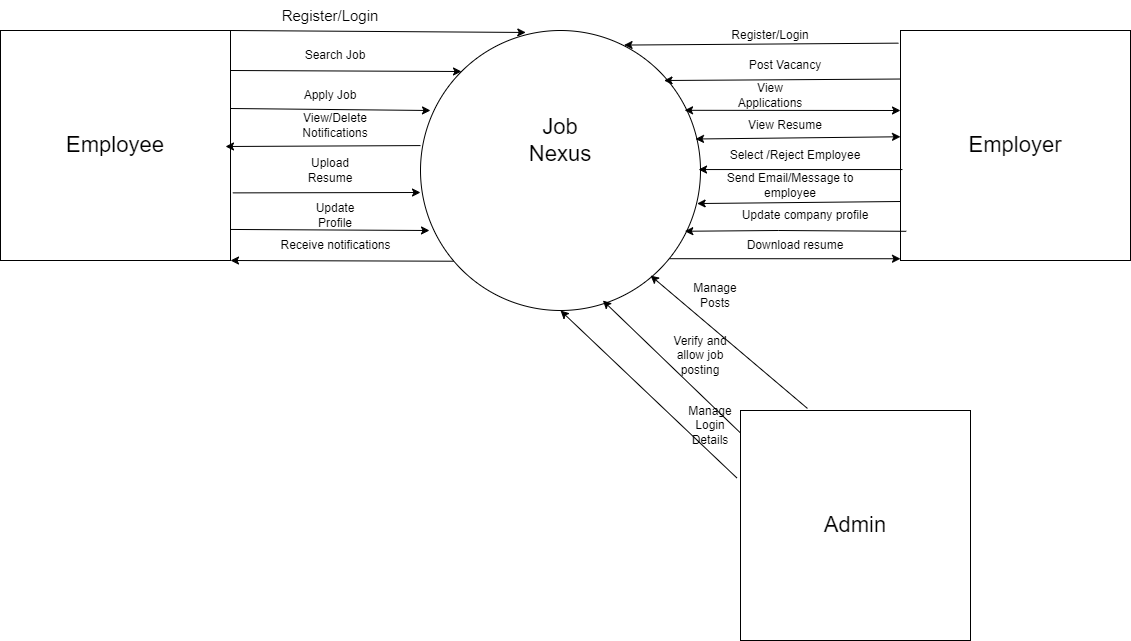 Register/Login
Search Job
Apply Job
View/Delete
Notifications
Upload
Resume
Update
Profile
Receive notifications
Employee
Job
Nexus
Register/Login
Post Vacancy
View
Applications
View Resume
Select /Reject Employee
Send Email/Message to
employee
Update company profile
Download resume
Employer
Manage
Posts
Verify and
allow job
posting
Manage
Login
Details
Admin